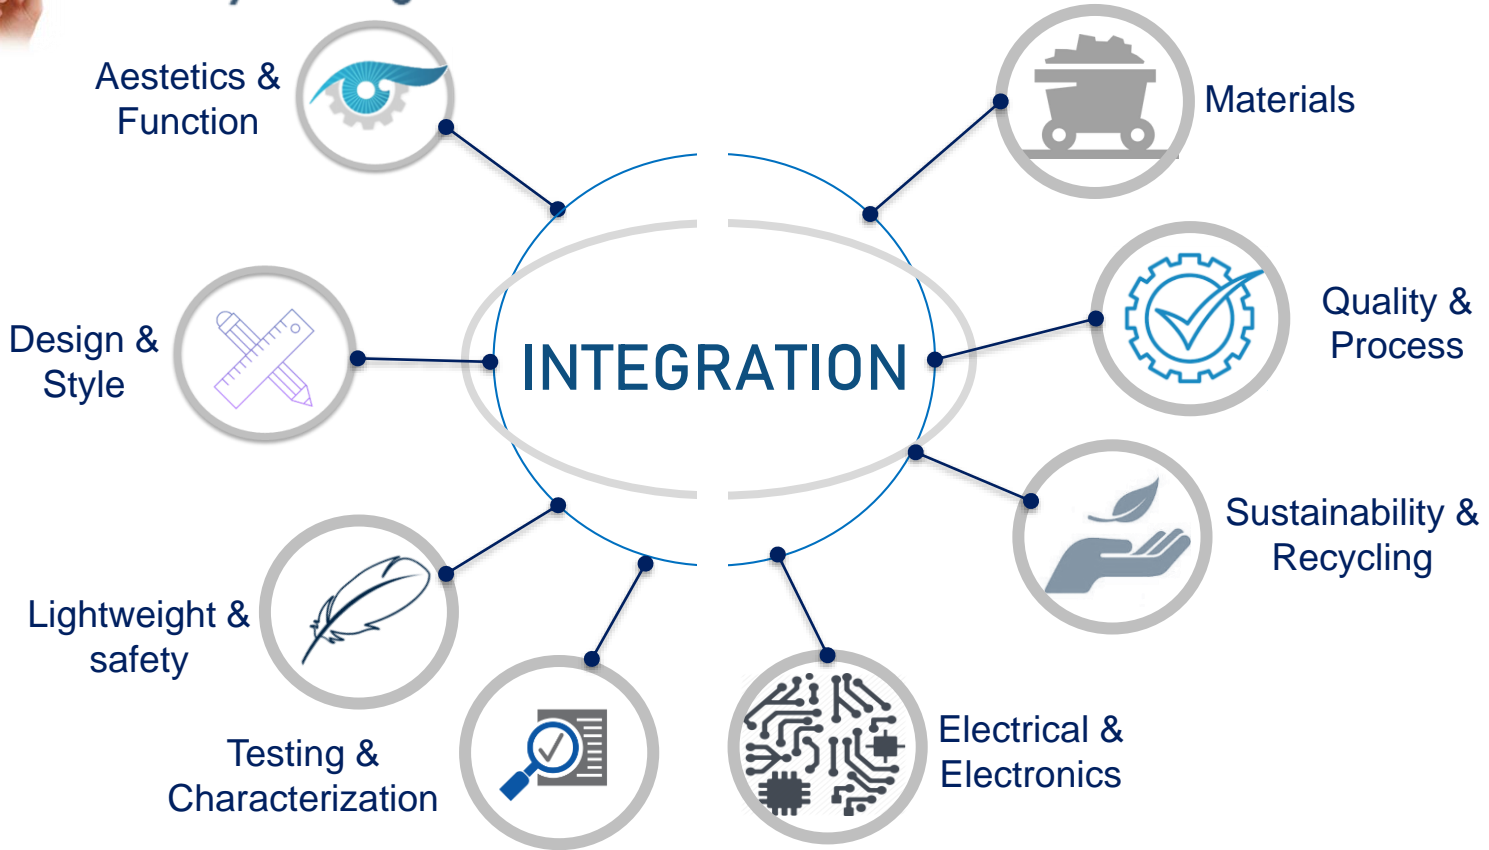 Aestetics &
Function
Materials
Design &
Style
INTEGRATION
Quality &
Process
Lightweight &
safety
Sustainability &
Recycling
Testing &
Characterization
Electrical &
Electronics